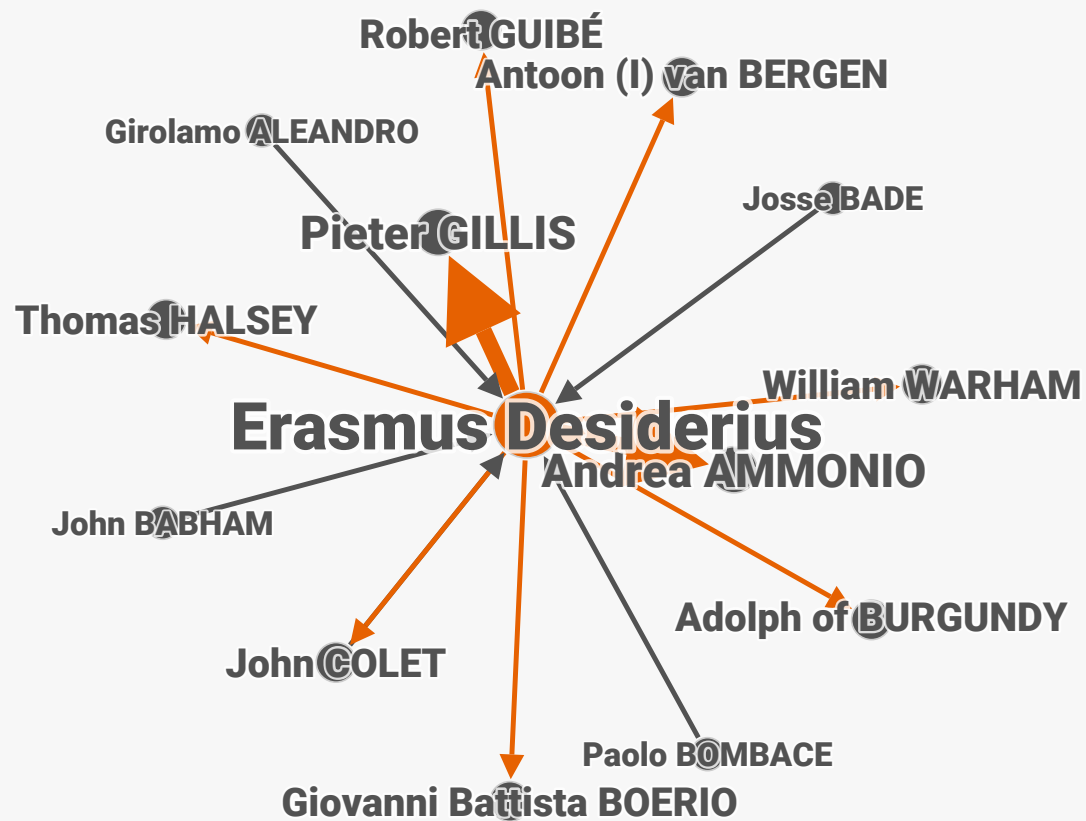 Robert GUIBÉ
Antoon (I) van BERGEN
Girolamo ALEANDRO
Josse BADE
Pieter GILLIS
Thomas HALSEY
William WARHAM
Erasmus Desiderius
Andrea AMMONIO
John BABHAM
Adolph of BURGUNDY
John COLET
Paolo BOMBACE
Giovanni Battista BOERIO